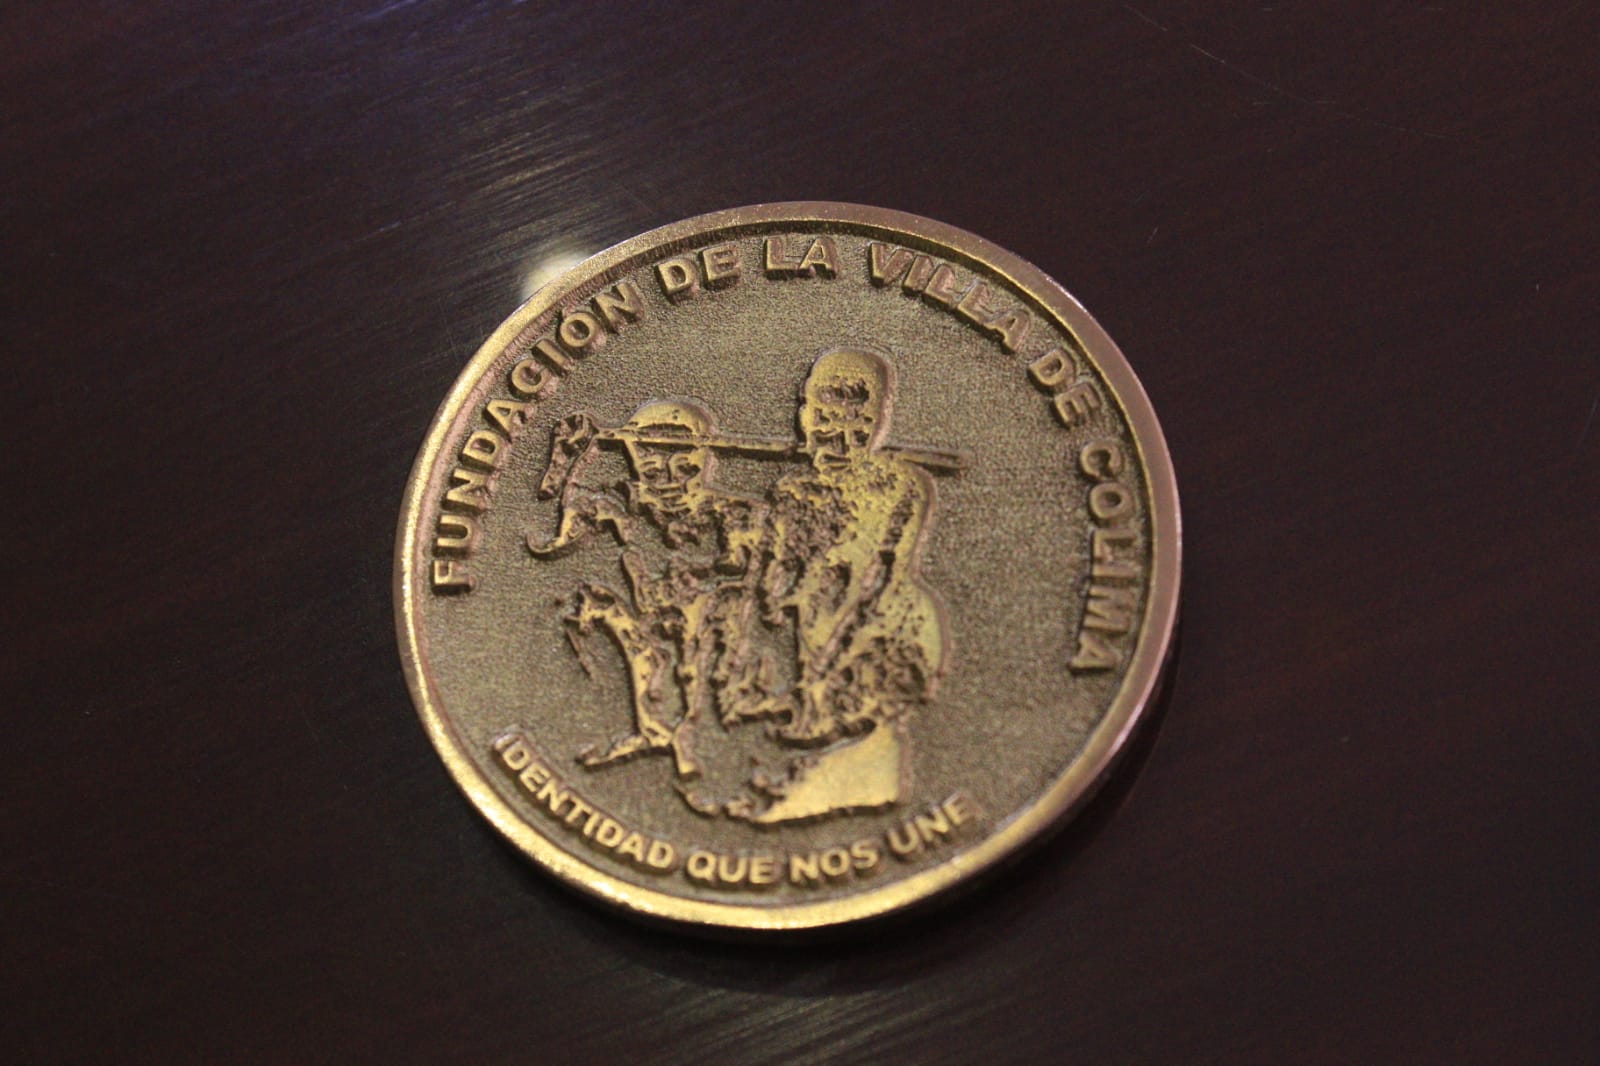 FUNDACIÓN DE LA VILLA DE COLIMA
IDENTIDAD QUE NOS UNE